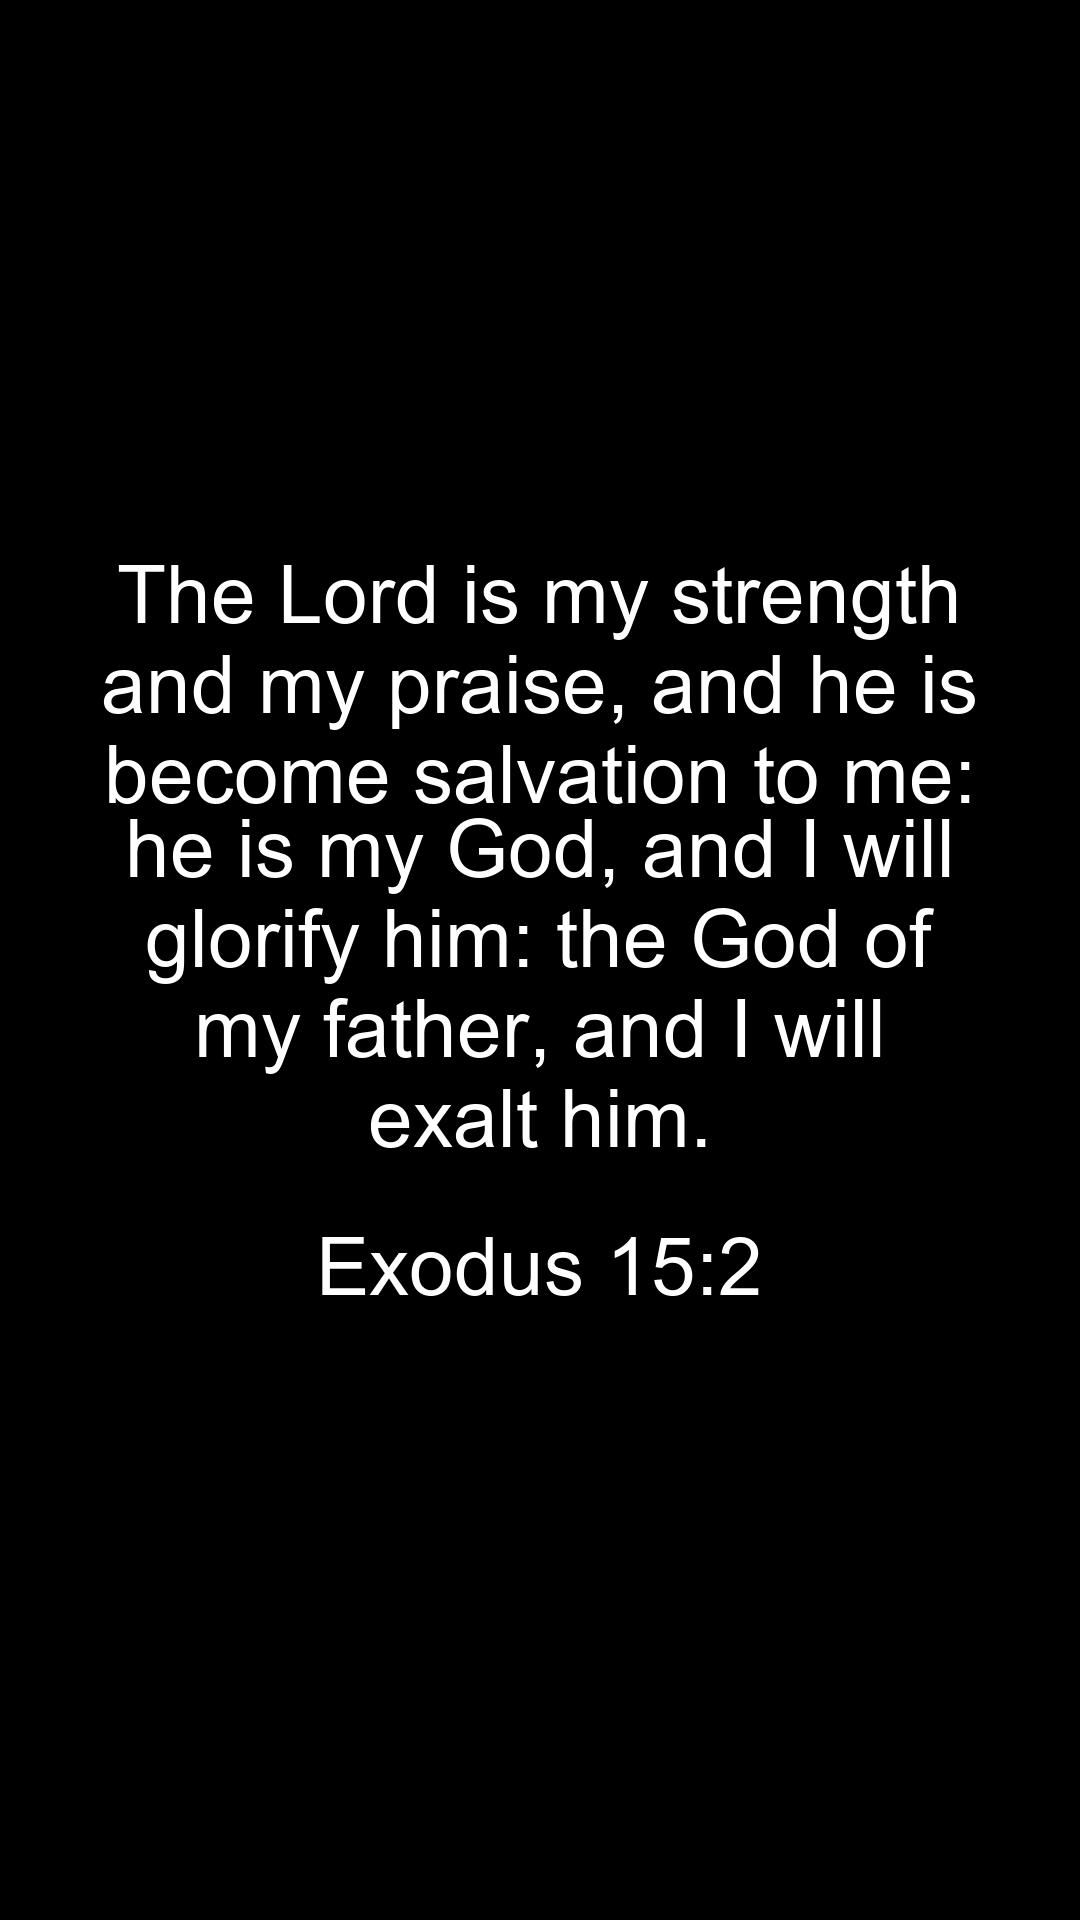 The Lord is my strength
and my praise, and he is
become salvation to me:
he is my God, and I will
glorify him: the God of
my father, and I will
exalt him.
Exodus 15:2